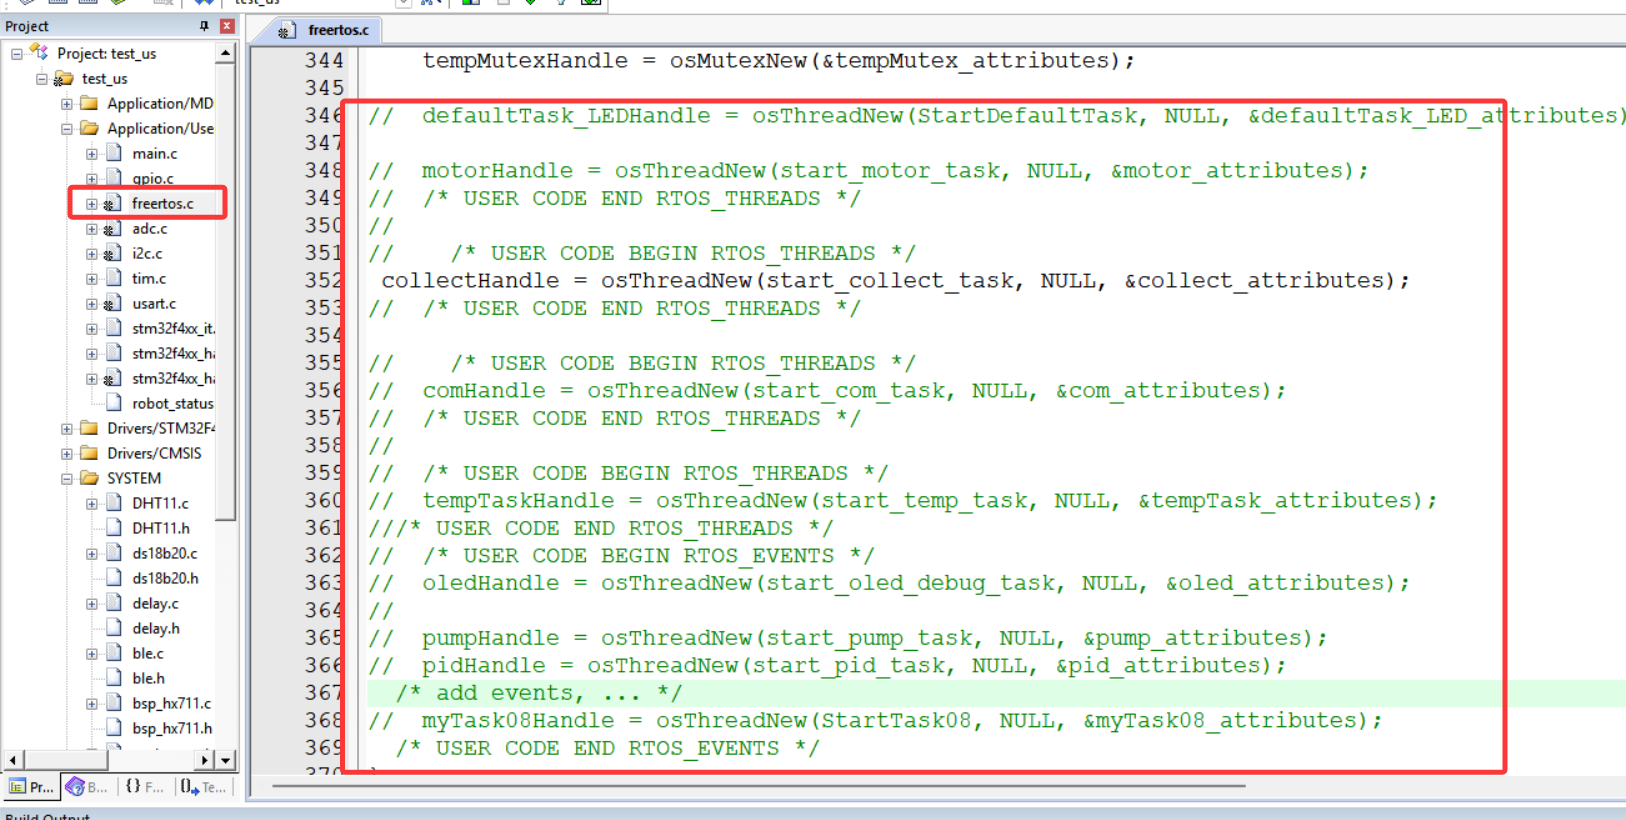 test_us
Project
freertos.c
Project: test_us
test_us
Application/MD
Application/Use
main.c
gpio.c
freertos.c
adc.c
i2c.c
tim.c
usart.c
stm32f4xx_it.
stm32f4xx_ha
stm32f4xx_ha
robot_status
Drivers/STM32F4
Drivers/CMSIS
SYSTEM
DHT11.c
DHT11.h
ds18b20.c
ds18b20.h
delay.c
delay.h
ble.c
ble.h
bsp_hx711.c
bsp_hx711.h
Pr... B... {} F... Te...
344 tempMutexHandle = osMutexNew(&tempMutex_attributes);
345
346 // defaultTask_LEDHandle = osThreadNew(StartDefaultTask, NULL, &defaultTask_LED_attributes)
347
348 // motorHandle = osThreadNew(start_motor_task, NULL, &motor_attributes);
349 // /* USER CODE END RTOS_THREADS */
350 //
351 // /* USER CODE BEGIN RTOS_THREADS */
352 collectHandle = osThreadNew(start_collect_task, NULL, &collect_attributes);
353 // /* USER CODE END RTOS_THREADS */
354
355 // /* USER CODE BEGIN RTOS_THREADS */
356 // comHandle = osThreadNew(start_com_task, NULL, &com_attributes);
357 // /* USER CODE END RTOS_THREADS */
358 //
359 // /* USER CODE BEGIN RTOS_THREADS */
360 // tempTaskHandle = osThreadNew(start_temp_task, NULL, &tempTask_attributes);
361 ///* USER CODE END RTOS_THREADS */
362 // /* USER CODE BEGIN RTOS_EVENTS */
363 // oledHandle = osThreadNew(start_oled_debug_task, NULL, &oled_attributes);
364 //
365 // pumpHandle = osThreadNew(start_pump_task, NULL, &pump_attributes);
366 // pidHandle = osThreadNew(start_pid_task, NULL, &pid_attributes);
367 /* add events, ... */
368 // myTask08Handle = osThreadNew(StartTask08, NULL, &myTask08_attributes);
369 /* USER CODE END RTOS_EVENTS */
370
Build Output